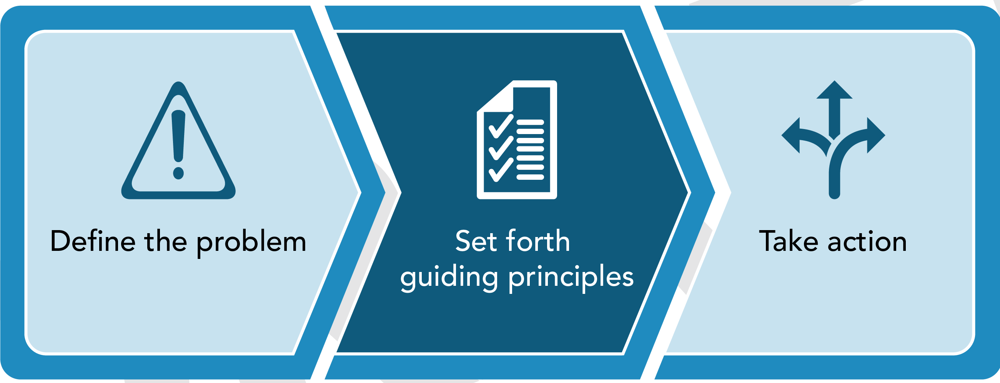 Define the problem
Set forth
guiding principles
Take action